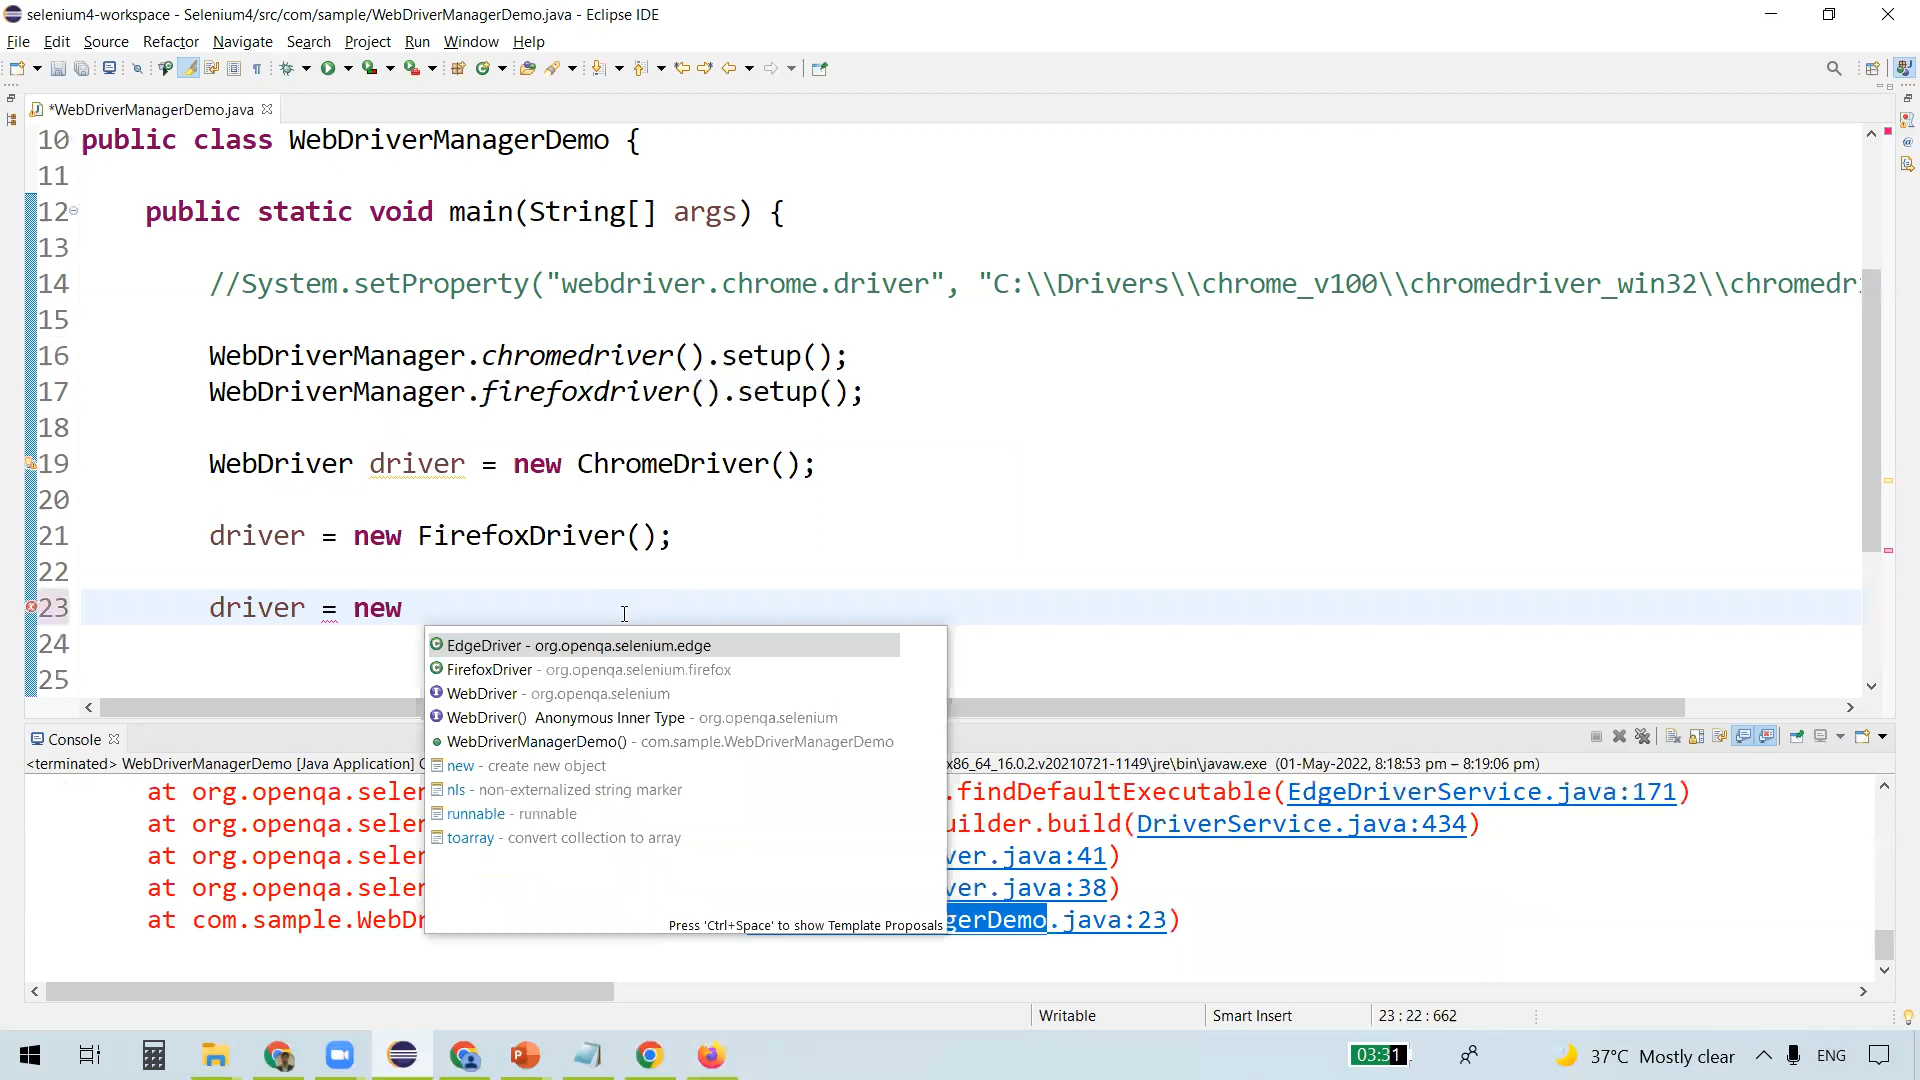 selenium4-workspace - Selenium4/src/com/sample/WebDriverManagerDemo.java - Eclipse IDE
File Edit Source Refactor Navigate Search Project Run Window Help
*WebDriverManagerDemo.java
10 public class WebDriverManagerDemo {
11
12 public static void main(String[] args) {
13
14 //System.setProperty("webdriver.chrome.driver", "C:\\Drivers\\chrome_v100\\chromedriver_win32\\chromedr
15
16 WebDriverManager.chromedriver().setup();
17 WebDriverManager.firefoxdriver().setup();
18
19 WebDriver driver = new ChromeDriver();
20
21 driver = new FirefoxDriver();
22
23 driver = new
24
25
EdgeDriver - org.openqa.selenium.edge
FirefoxDriver - org.openqa.selenium.firefox
WebDriver - org.openqa.selenium
WebDriver() Anonymous Inner Type - org.openqa.selenium
WebDriverManagerDemo() - com.sample.WebDriverManagerDemo
new - create new object
nls - non-externalized string marker
runnable - runnable
toarray - convert collection to array
Press 'Ctrl+Space' to show Template Proposals
Console
<terminated> WebDriverManagerDemo [Java Application] C x86_64_16.0.2.v20210721-1149\jre\bin\javaw.exe (01-May-2022, 8:18:53 pm – 8:19:06 pm)
at org.openqa.seler .findDefaultExecutable(EdgeDriverService.java:171)
at org.openqa.seler uilder.build(DriverService.java:434)
at org.openqa.seler ver.java:41)
at org.openqa.seler ver.java:38)
at com.sample.WebDr gerDemo.java:23)
Writable Smart Insert 23 : 22 : 662
03:31 37°C Mostly clear ENG